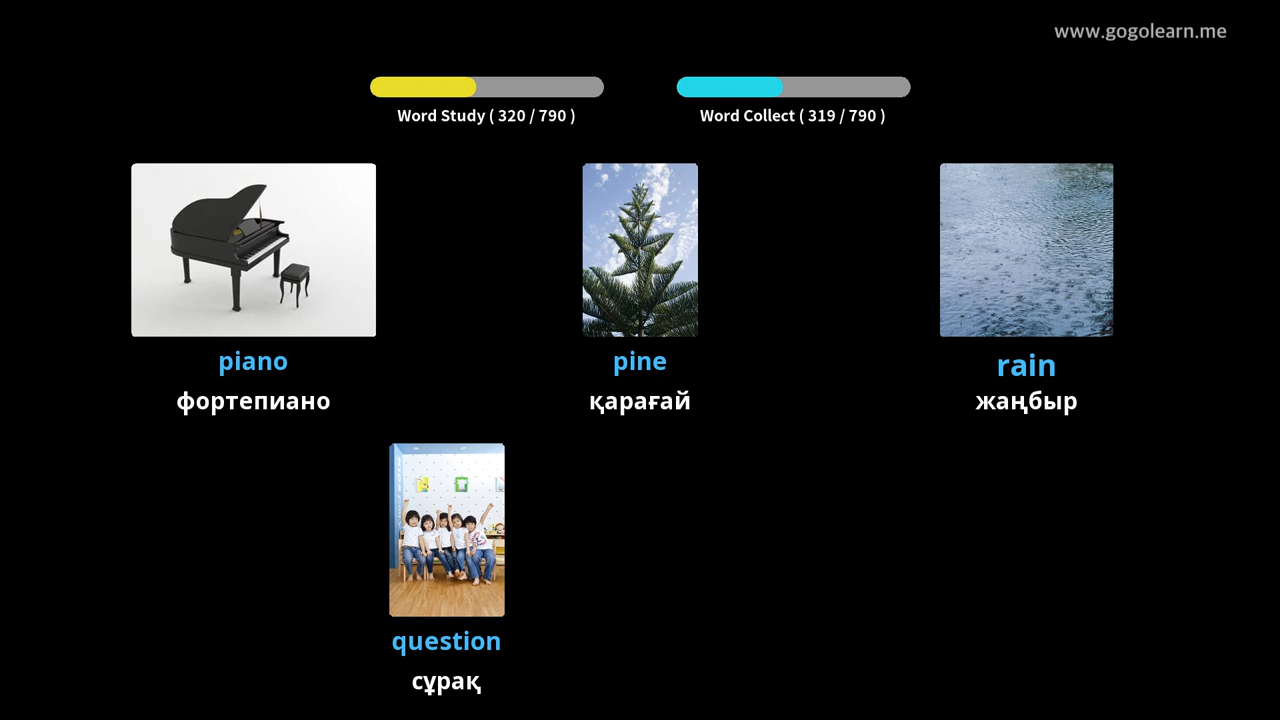 www.gogolearn.me
Word Study ( 320 / 790 )
Word Collect ( 319 / 790 )
piano
фортепиано
pine
қарағай
rain
жаңбыр
question
сұрақ